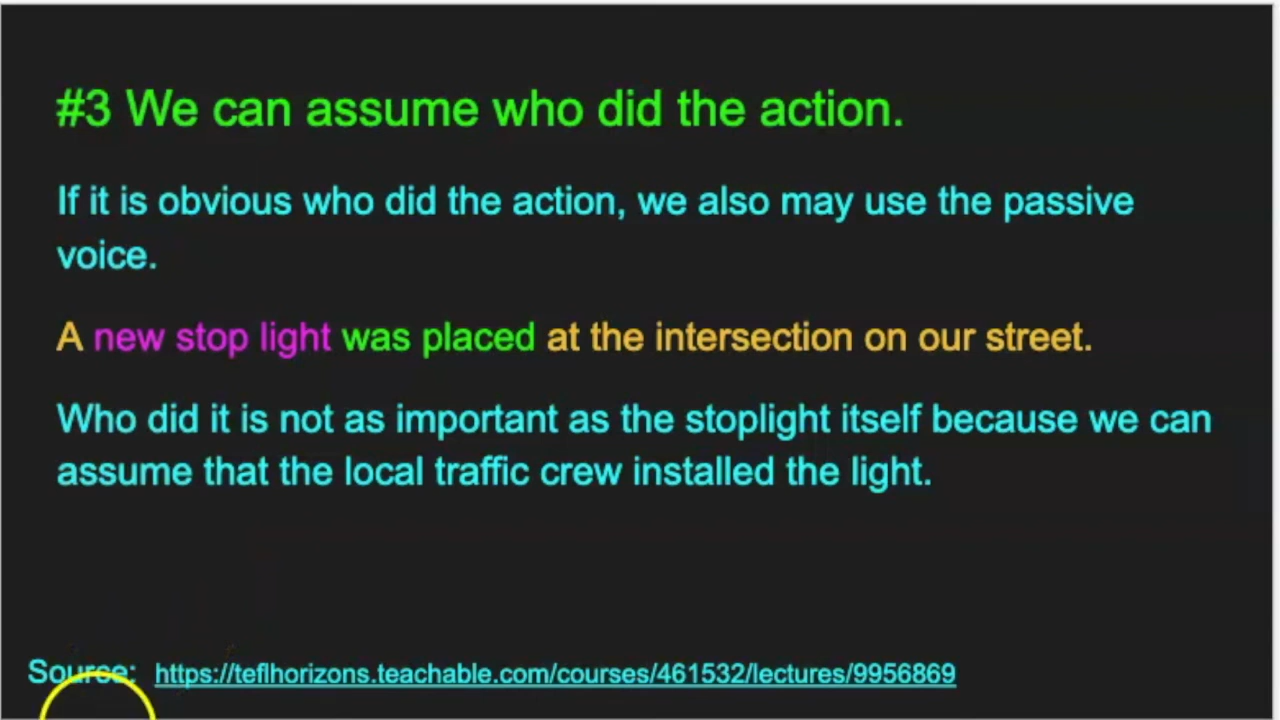 #3 We can assume who did the action.
If it is obvious who did the action, we also may use the passive
voice.
A new stop light was placed at the intersection on our street.
Who did it is not as important as the stoplight itself because we can
assume that the local traffic crew installed the light.
Source: https://teflhorizons.teachable.com/courses/461532/lectures/9956869